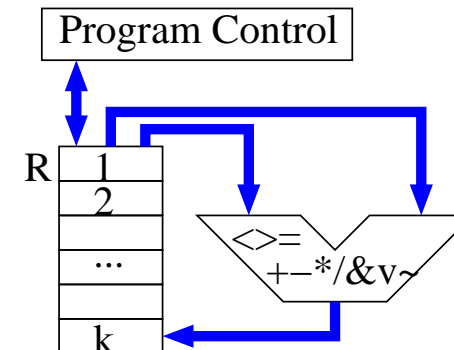 Program Control
R
1
2
...
k
<>=
+−*/&v~